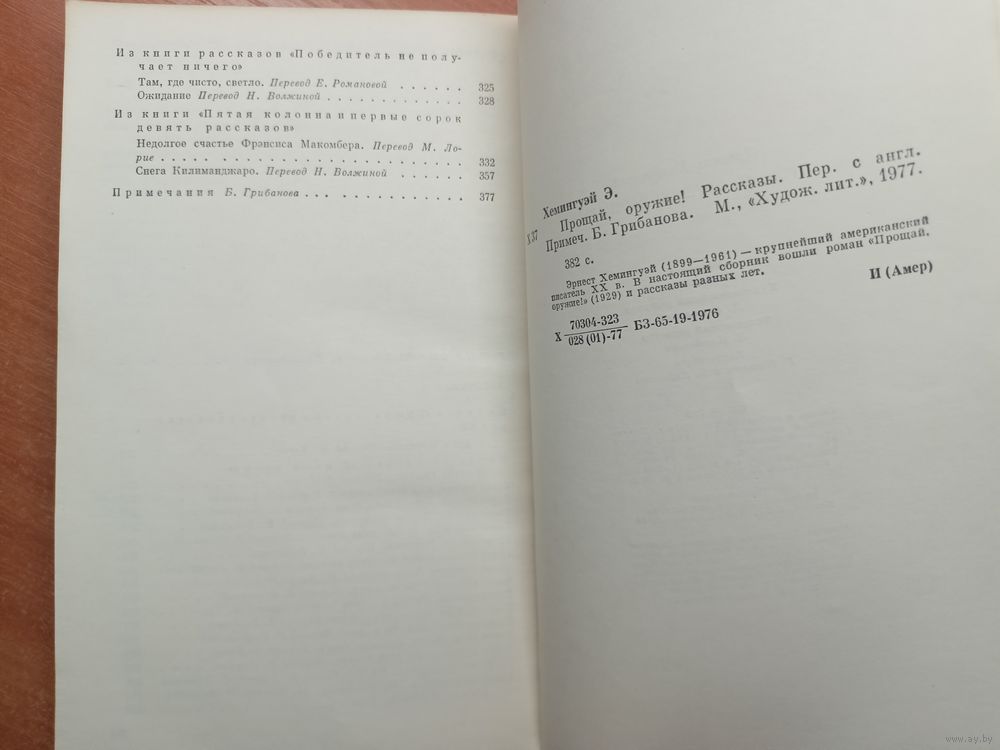 Из книги рассказов «Победитель не полу-
чает ничего»
Там, где чисто, светло. Перевод Е. Романовой . . . . . . 325
Ожидание Перевод Н. Волжиной . . . . . . . . . . . . 328
Из книги «Пятая колонна и первые сорок
девять рассказов»
Недолгое счастье Фрэнсиса Макомбера. Перевод М. Ло-
рие . . . . . . . . . . . . . . . . . . . . . . . . . 332
Снега Килиманджаро. Перевод Н. Волжиной . . . . . . 357
Примечания Б. Грибанова . . . . . . . . . . . . . . . 377
Хемингуэй Э.
Х37 Прощай, оружие! Рассказы. Пер. с англ.
Примеч. Б. Грибанова. М., «Худож. лит.», 1977.
382 с.
Эрнест Хемингуэй (1899—1961) — крупнейший американский
писатель XX в. В настоящий сборник вошли роман «Прощай,
оружие!» (1929) и рассказы разных лет.
Х 70304-323
028 (01)-77 БЗ-65-19-1976
И (Амер)
www.ay.by